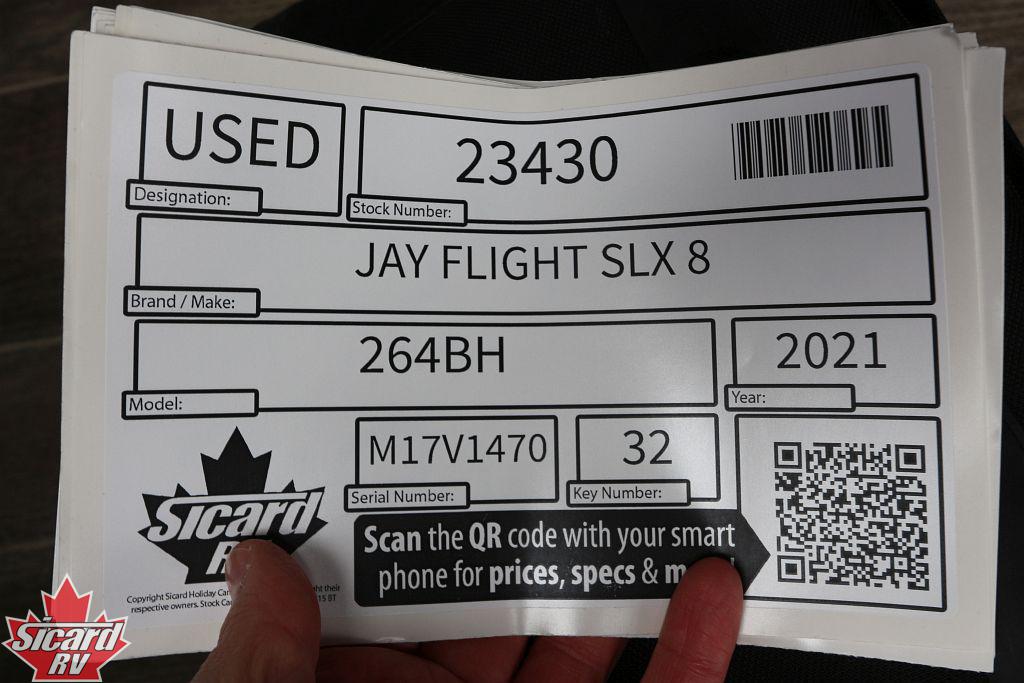 USED
Designation:
23430
Stock Number:
JAY FLIGHT SLX 8
Brand / Make:
264BH
Model:
2021
Year:
M17V1470
Serial Number:
32
Key Number:
Sicard
Scan the QR code with your smart
phone for prices, specs &
Copyright Sicard Holiday
respective owners. Stock
Sicard
RV